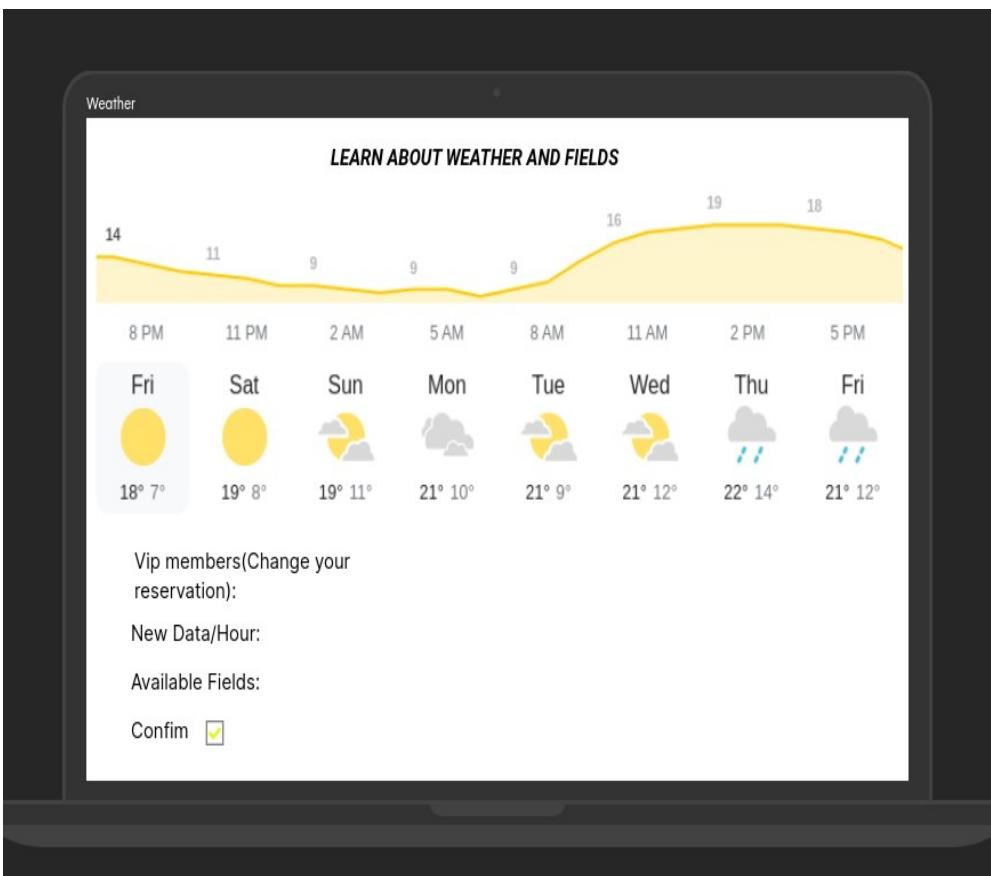 Weather
LEARN ABOUT WEATHER AND FIELDS
14 11 9 9 9 16 19 18
8 PM 11 PM 2 AM 5 AM 8 AM 11 AM 2 PM 5 PM
Fri Sat Sun Mon Tue Wed Thu Fri
18° 7° 19° 8° 19° 11° 21° 10° 21° 9° 21° 12° 22° 14° 21° 12°
Vip members(Change your
reservation):
New Data/Hour:
Available Fields:
Confim